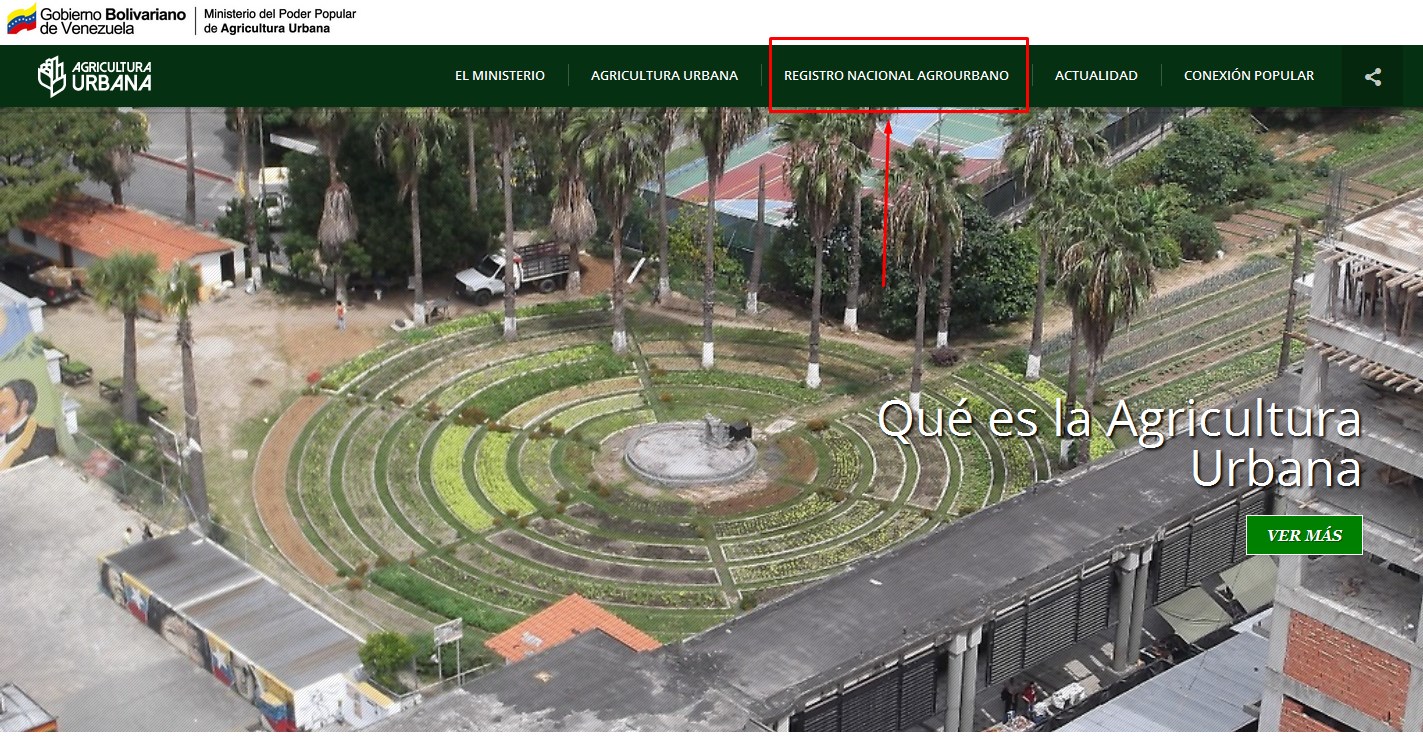 Gobierno Bolivariano
de Venezuela
Ministerio del Poder Popular
de Agricultura Urbana
AGRICULTURA
URBANA
EL MINISTERIO
AGRICULTURA URBANA
REGISTRO NACIONAL AGROURBANO
ACTUALIDAD
CONEXIÓN POPULAR
Qué es la Agricultura
Urbana
VER MÁS